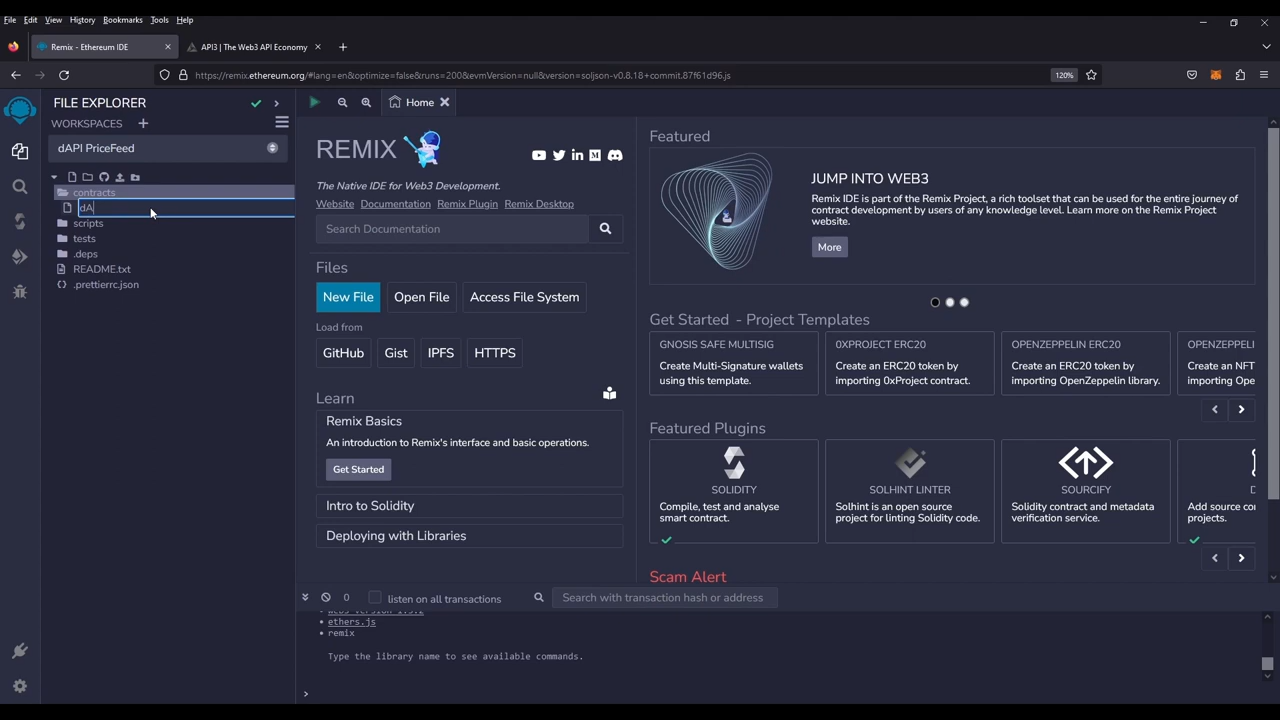 File Edit View History Bookmarks Tools Help
Remix - Ethereum IDE
API3 | The Web3 API Economy
https://remix.ethereum.org/#lang=en&optimize=false&runs=200&evmVersion=null&version=soljson-v0.8.18+commit.87f61d96.js
120%
FILE EXPLORER
WORKSPACES
dAPI PriceFeed
contracts
dA
scripts
tests
.deps
README.txt
.prettierrc.json
Home
REMIX
The Native IDE for Web3 Development.
Website Documentation Remix Plugin Remix Desktop
Search Documentation
Files
New File Open File Access File System
Load from
GitHub Gist IPFS HTTPS
Learn
Remix Basics
An introduction to Remix's interface and basic operations.
Get Started
Intro to Solidity
Deploying with Libraries
Featured
JUMP INTO WEB3
Remix IDE is part of the Remix Project, a rich toolset that can be used for the entire journey of
contract development by users of any knowledge level. Learn more on the Remix Project
website.
More
Get Started - Project Templates
GNOSIS SAFE MULTISIG
Create Multi-Signature wallets
using this template.
0XPROJECT ERC20
Create an ERC20 token by
importing 0xProject contract.
OPENZEPPELIN ERC20
Create an ERC20 token by
importing OpenZeppelin library.
OPENZEPPELI
Create an NFT
importing Ope
Featured Plugins
SOLIDITY
Compile, test and analyse
smart contract.
SOLHINT LINTER
Solhint is an open source
project for linting Solidity code.
SOURCIFY
Solidity contract and metadata
verification service.
Add source co
projects.
Scam Alert
0
listen on all transactions
Search with transaction hash or address
ethers.js
remix
Type the library name to see available commands.
>